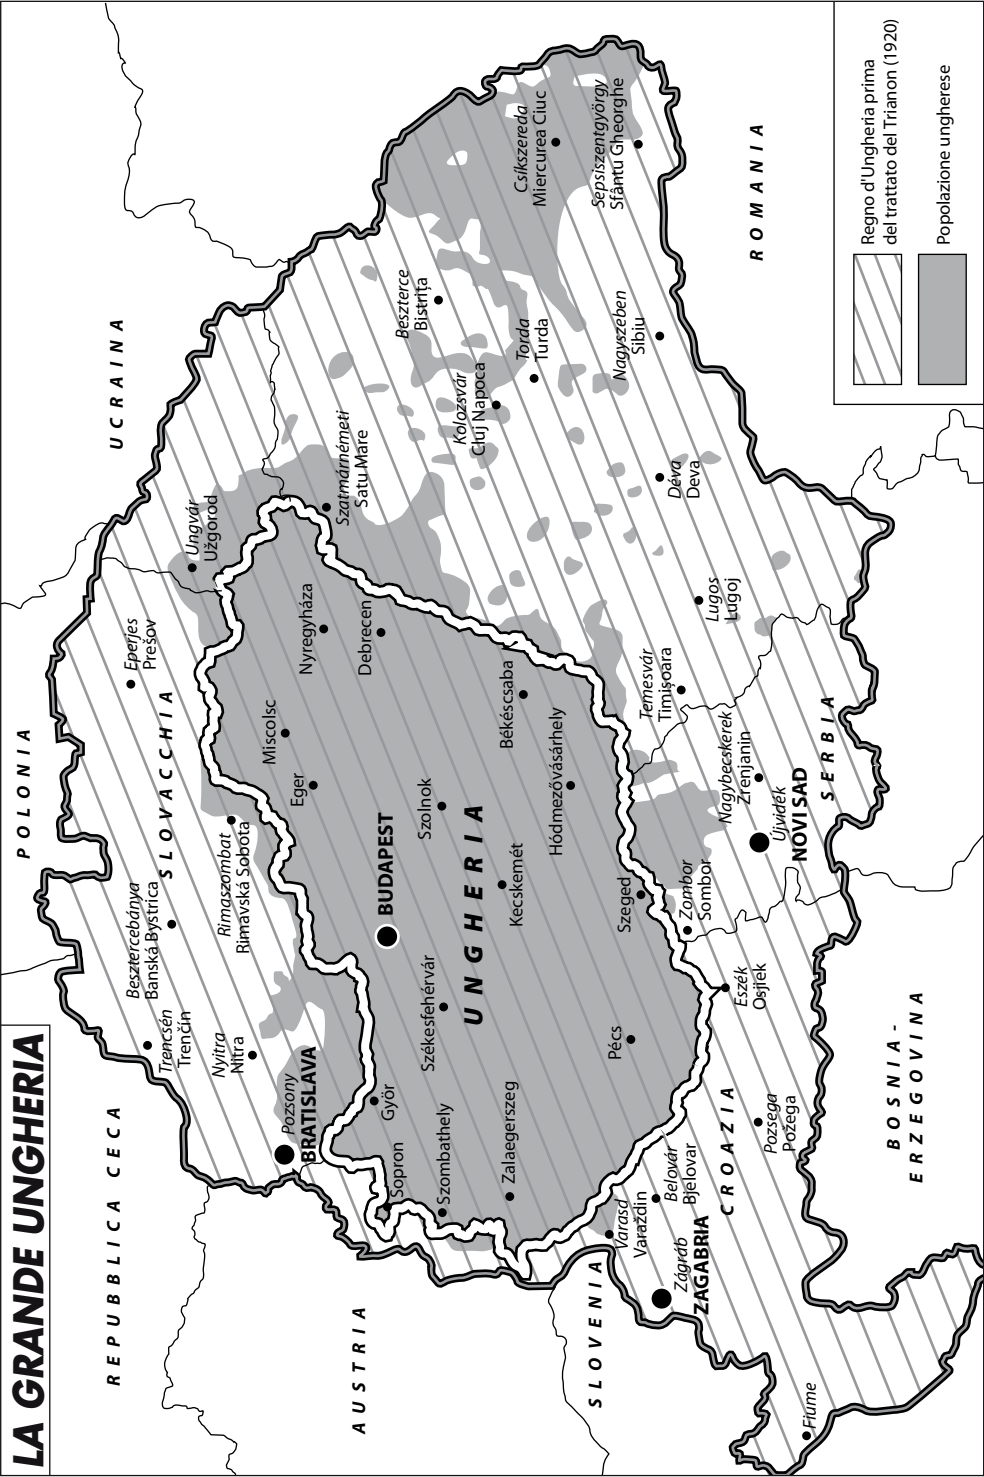 LA GRANDE UNGHERIA
POLONIA
REPUBBLICA CECA
UCRAINA
SLOVACCHIA
AUSTRIA
UNGHERIA
SLOVENIA
CROAZIA
ROMANIA
SERBIA
BOSNIA-
ERZEGOVINA
Trencsén
Trenčín
Besztercebánya
Banská Bystrica
Eperjes
Prešov
Ungvár
Užgorod
Nyitra
Nitra
Rimaszombat
Rimavská Sobota
Pozsony
BRATISLAVA
Miscolsc
Eger
Nyregyháza
Debrecen
Szatmárnémeti
Satu Mare
Sopron
Györ
BUDAPEST
Szombathely
Székesfehérvár
Szolnok
Zalaegerszeg
Kecskemét
Békéscsaba
Hódmezővásárhely
Pécs
Szeged
Beszterce
Bistrița
Kolozsvár
Cluj Napoca
Torda
Turda
Csíkszereda
Miercurea Ciuc
Sepsiszentgyörgy
Sfântu Gheorghe
Nagyszeben
Sibiu
Déva
Deva
Lugos
Lugoj
Temesvár
Timișoara
Nagybecskerek
Zrenjanin
Újvidék
NOVI SAD
Zombor
Sombor
Eszék
Osijek
Pozsega
Požega
Belovár
Bjelovar
Varasd
Varaždin
Zágráb
ZAGABRIA
Fiume
Regno d'Ungheria prima
del trattato del Trianon (1920)
Popolazione ungherese